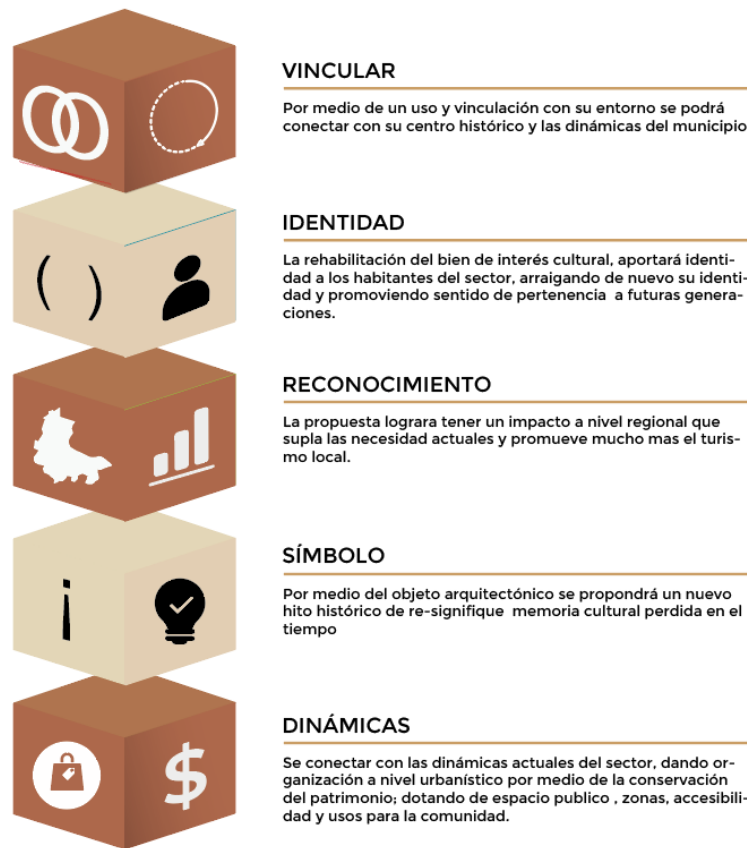 VINCULAR
Por medio de un uso y vinculación con su entorno se podrá
conectar con su centro histórico y las dinámicas del municipio
IDENTIDAD
La rehabilitación del bien de interés cultural, aportará identi-
dad a los habitantes del sector, arraigando de nuevo su identi-
dad y promoviendo sentido de pertenencia a futuras genera-
ciones.
( )
RECONOCIMIENTO
La propuesta lograra tener un impacto a nivel regional que
supla las necesidad actuales y promueve mucho mas el turis-
mo local.
SÍMBOLO
Por medio del objeto arquitectónico se propondrá un nuevo
hito histórico de re-signifique memoria cultural perdida en el
tiempo
¡
DINÁMICAS
Se conectar con las dinámicas actuales del sector, dando or-
ganización a nivel urbanístico por medio de la conservación
del patrimonio; dotando de espacio publico , zonas, accesibili-
dad y usos para la comunidad.
$